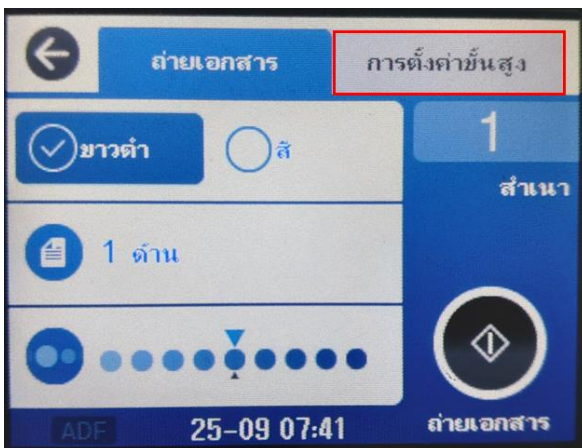 ถ่ายเอกสาร
การตั้งค่าขั้นสูง
ขาวดำ
สี
1
สำเนา
1 ด้าน
ADF
25-09 07:41
ถ่ายเอกสาร